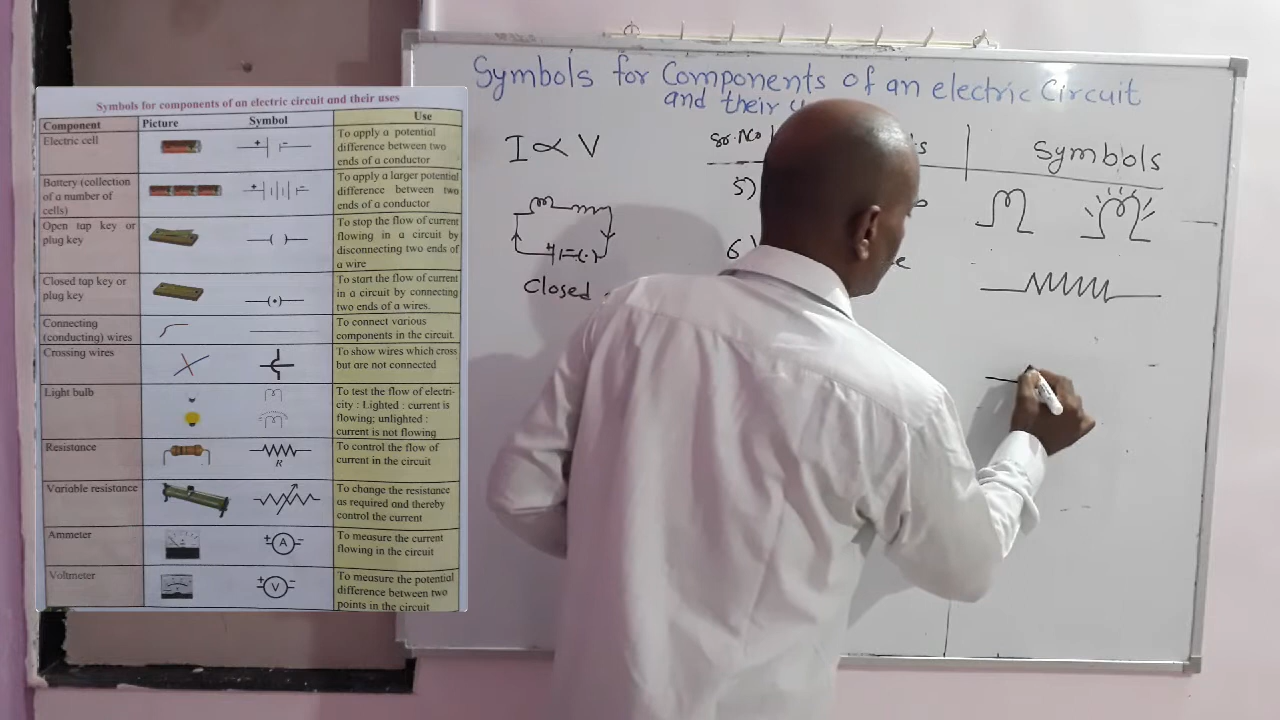 Symbols for components of an electric circuit and their uses
Component Picture Symbol Use
Electric cell
To apply a potential
difference between two
ends of a conductor
Battery (collection
of a number of
cells)
To apply a larger potential
difference between two
ends of a conductor
Open tap key or
plug key
To stop the flow of current
flowing in a circuit by
disconnecting two ends of
a wire
Closed tap key or
plug key
To start the flow of current
in a circuit by connecting
two ends of a wires.
Connecting
(conducting) wires
To connect various
components in the circuit.
Crossing wires
To show wires which cross
but are not connected
Light bulb
To test the flow of electri-
city : Lighted : current is
flowing; unlighted :
current is not flowing
Resistance
R
To control the flow of
current in the circuit
Variable resistance
To change the resistance
as required and thereby
control the current
Ammeter
A
To measure the current
flowing in the circuit
Voltmeter
V
To measure the potential
difference between two
points in the circuit
Symbols for Components of an electric Circuit
and their
I ∝ V
Sr.No
Symbols
5)
6)
Closed